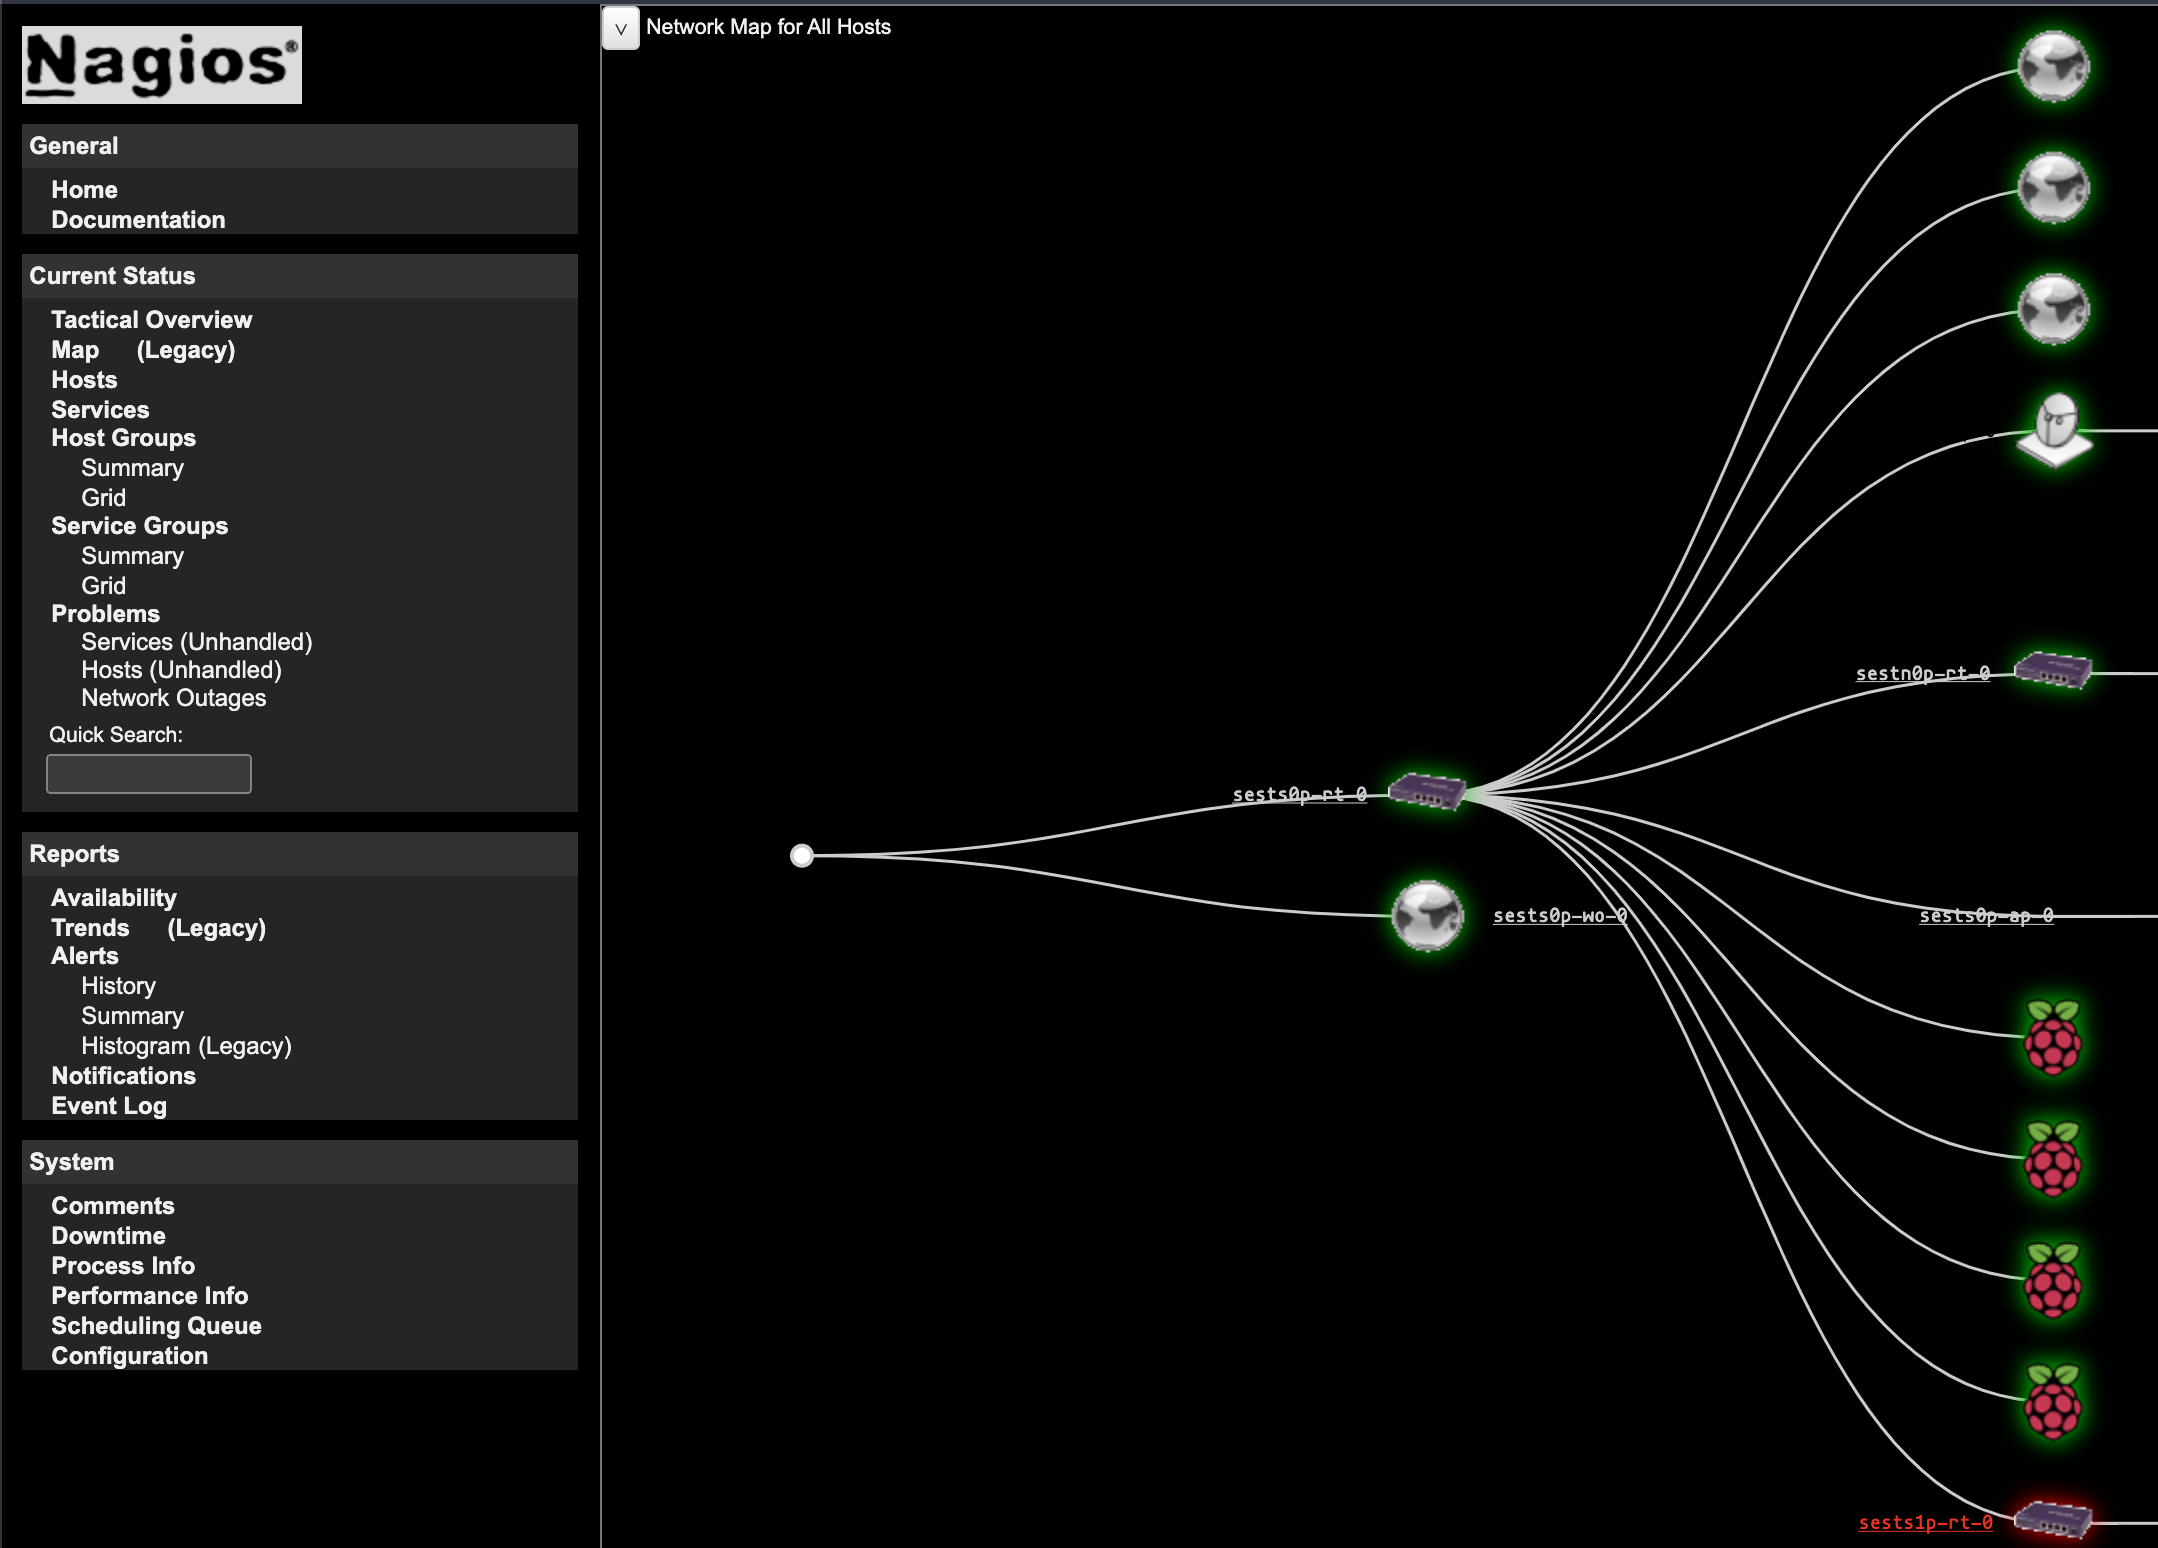 Nagios®
General
Home
Documentation
Current Status
Tactical Overview
Map (Legacy)
Hosts
Services
Host Groups
Summary
Grid
Service Groups
Summary
Grid
Problems
Services (Unhandled)
Hosts (Unhandled)
Network Outages
Quick Search:
Reports
Availability
Trends (Legacy)
Alerts
History
Summary
Histogram (Legacy)
Notifications
Event Log
System
Comments
Downtime
Process Info
Performance Info
Scheduling Queue
Configuration
Network Map for All Hosts
sestn0p-rt-0
sests0p-rt-0
sests0p-wo-0
sests0p-ap-0
sests1p-rt-0